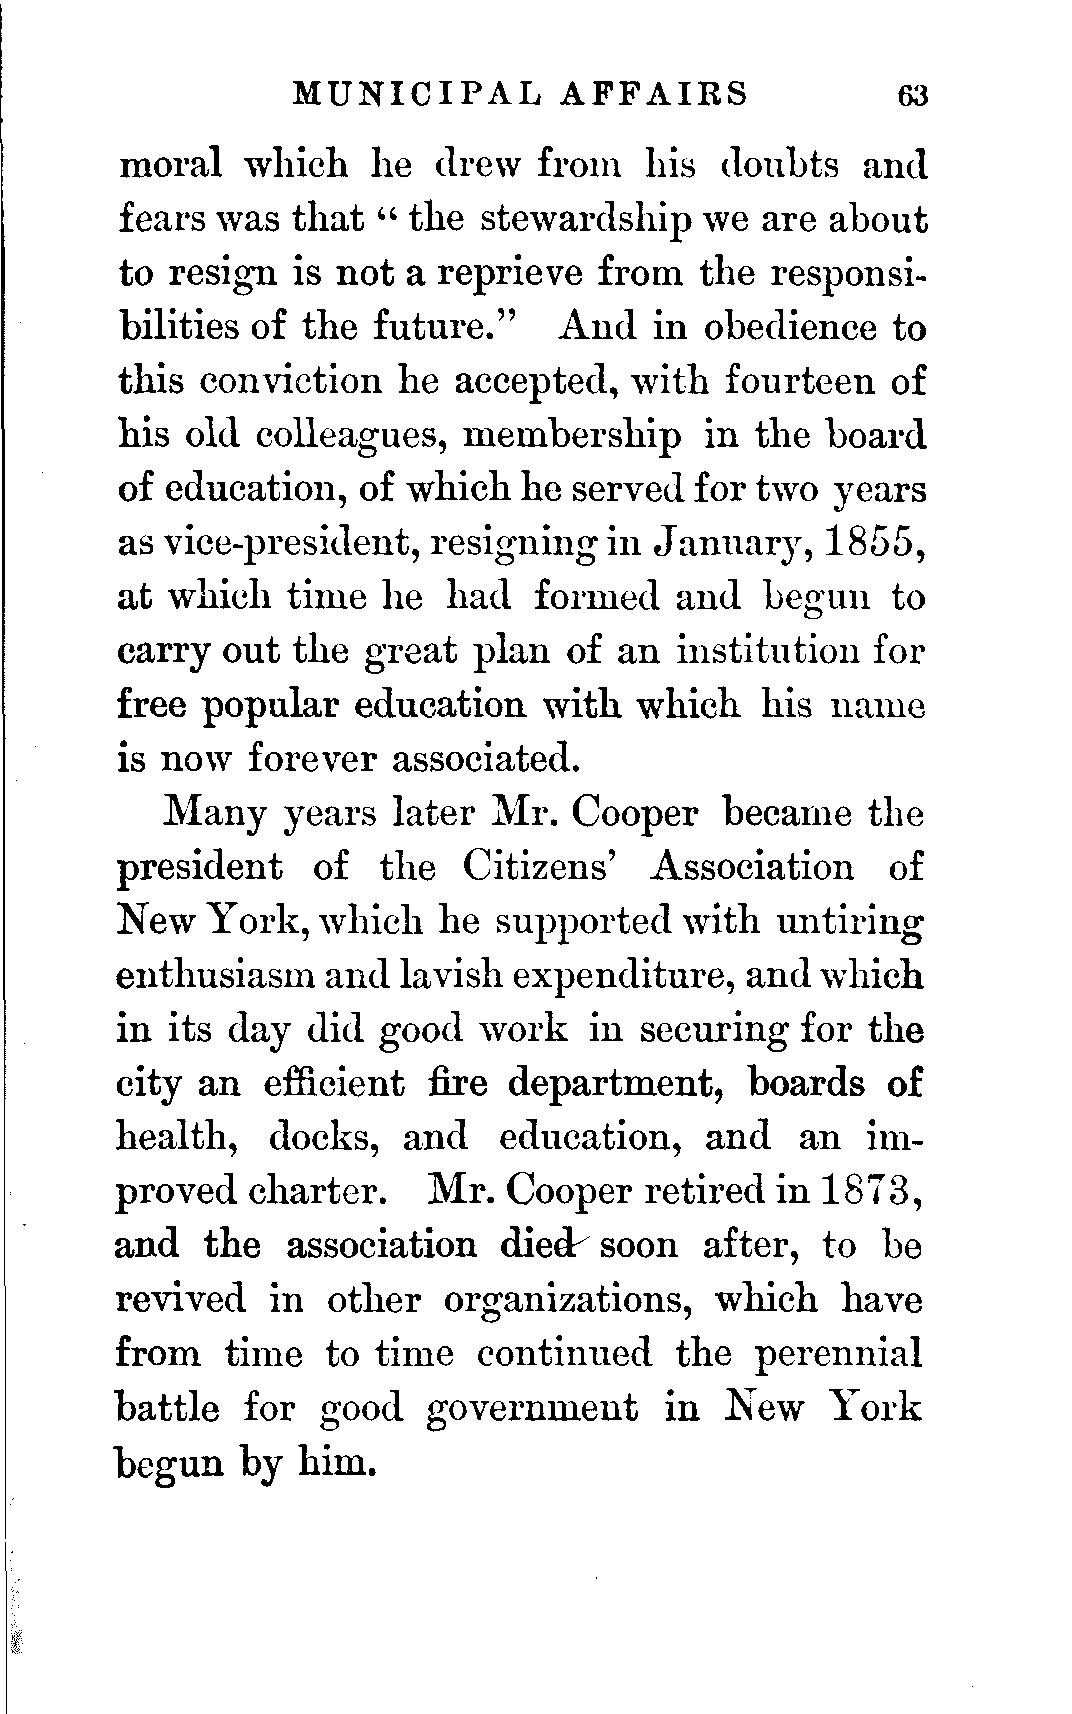 MUNICIPAL AFFAIRS 63
moral which he drew from his doubts and
fears was that “ the stewardship we are about
to resign is not a reprieve from the responsi-
bilities of the future.” And in obedience to
this conviction he accepted, with fourteen of
his old colleagues, membership in the board
of education, of which he served for two years
as vice-president, resigning in January, 1855,
at which time he had formed and begun to
carry out the great plan of an institution for
free popular education with which his name
is now forever associated.
Many years later Mr. Cooper became the
president of the Citizens’ Association of
New York, which he supported with untiring
enthusiasm and lavish expenditure, and which
in its day did good work in securing for the
city an efficient fire department, boards of
health, docks, and education, and an im-
proved charter. Mr. Cooper retired in 1873,
and the association died soon after, to be
revived in other organizations, which have
from time to time continued the perennial
battle for good government in New York
begun by him.